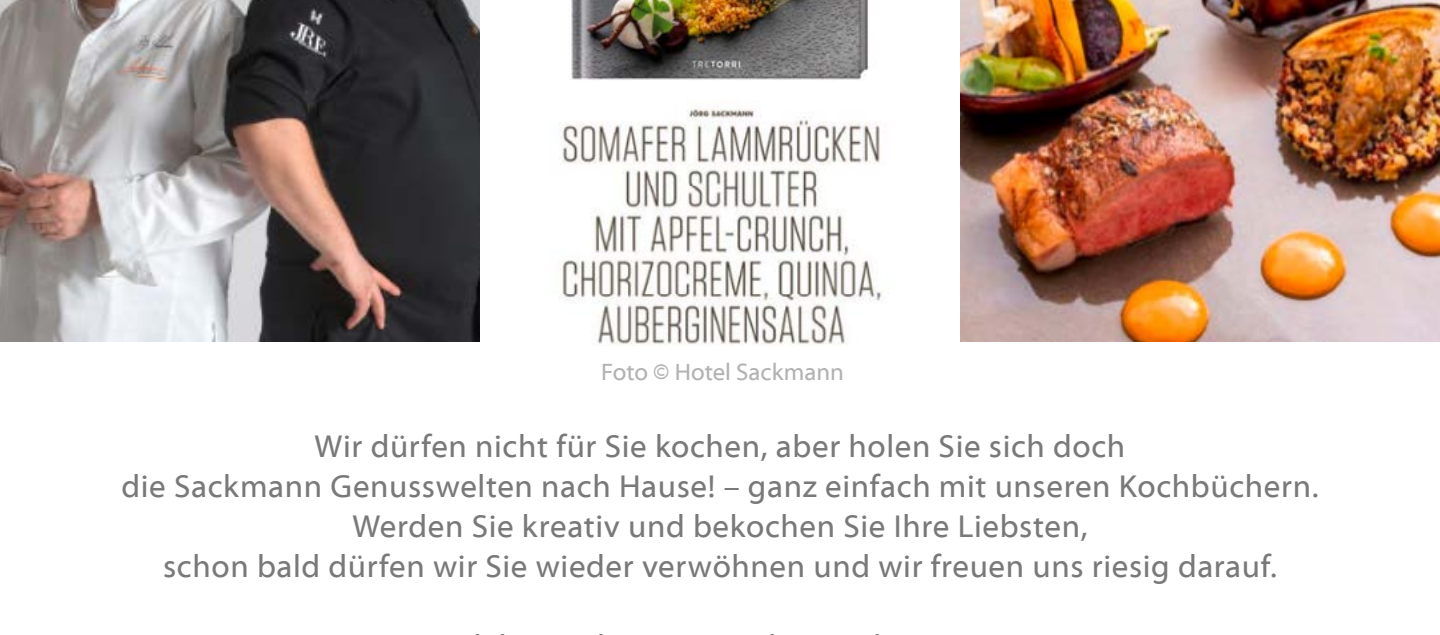 JRE
TRETORRI
JÖRG SACKMANN
SOMAFER LAMMRÜCKEN
UND SCHULTER
MIT APFEL-CRUNCH,
CHORIZOCREME, QUINOA,
AUBERGINENSALSA
Foto © Hotel Sackmann
Wir dürfen nicht für Sie kochen, aber holen Sie sich doch
die Sackmann Genusswelten nach Hause! – ganz einfach mit unseren Kochbüchern.
Werden Sie kreativ und bekochen Sie Ihre Liebsten,
schon bald dürfen wir Sie wieder verwöhnen und wir freuen uns riesig darauf.